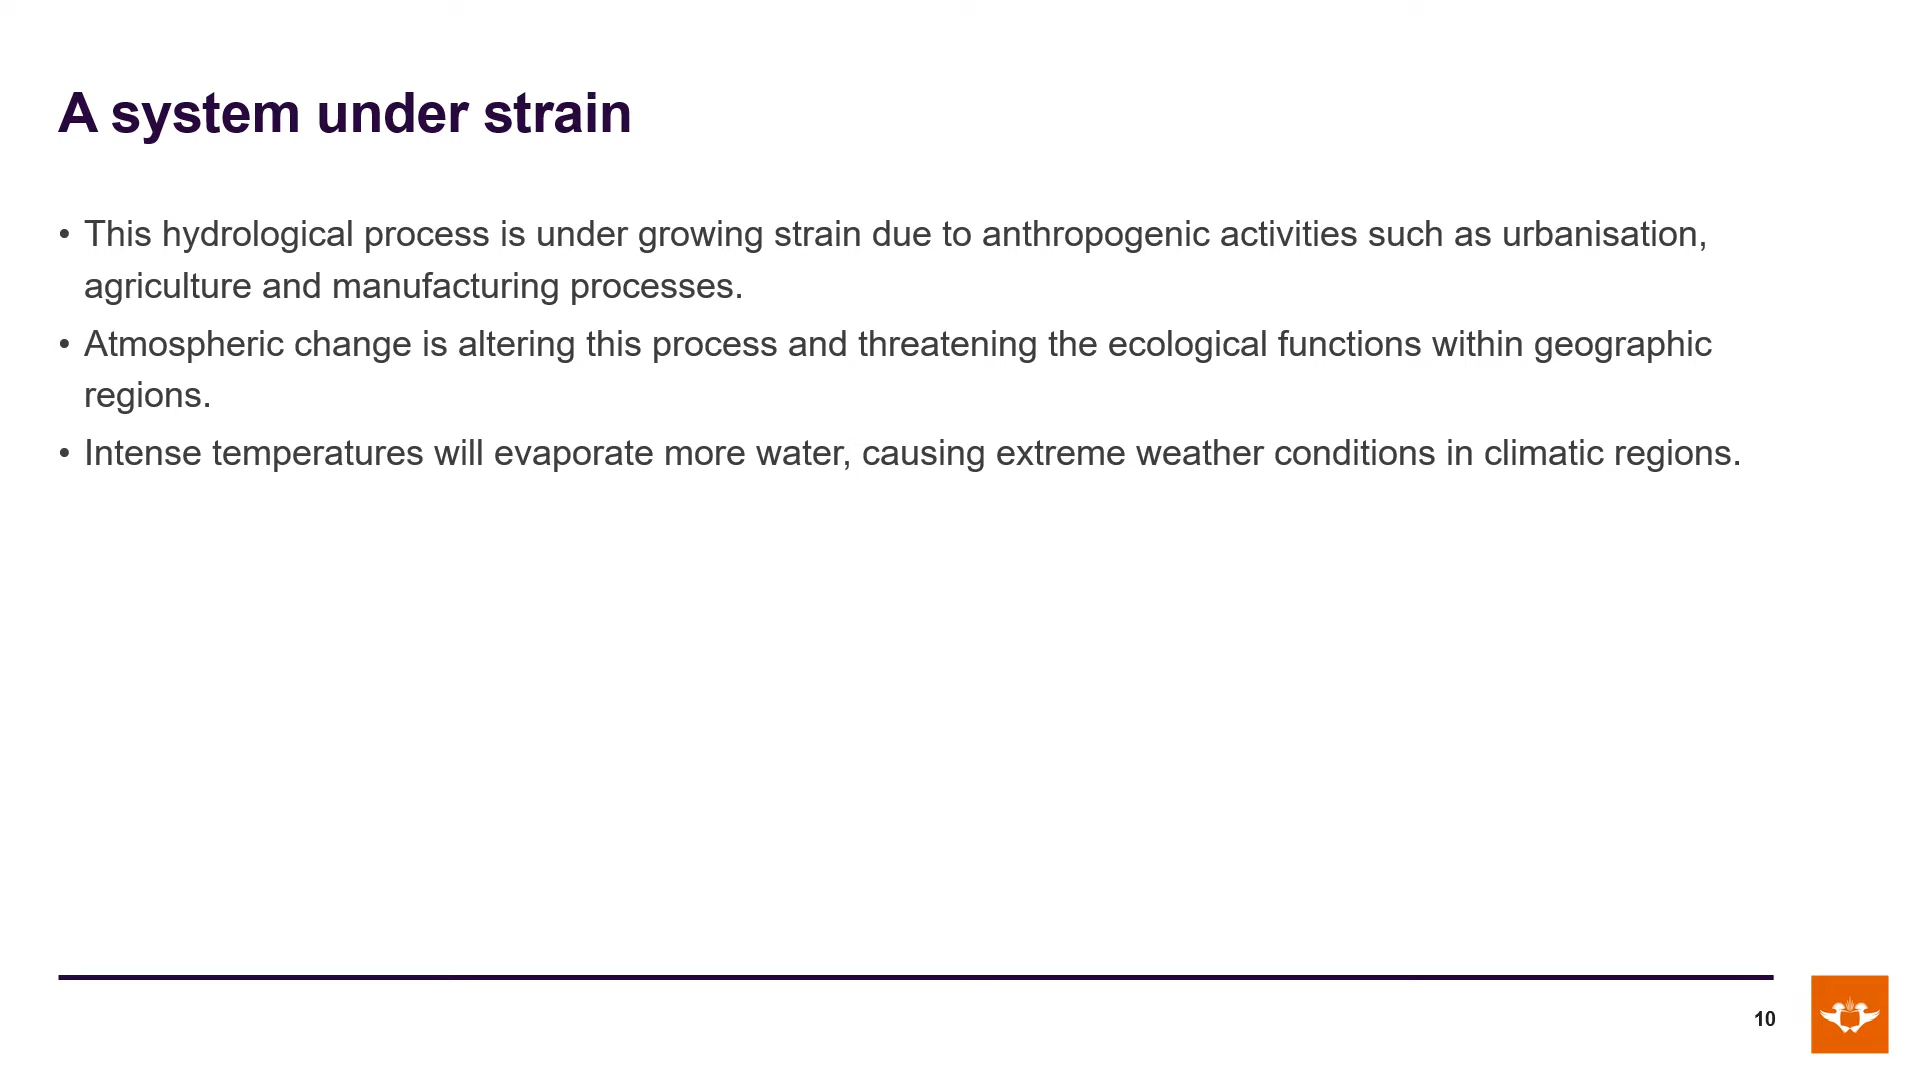 A system under strain
• This hydrological process is under growing strain due to anthropogenic activities such as urbanisation,
agriculture and manufacturing processes.
• Atmospheric change is altering this process and threatening the ecological functions within geographic
regions.
• Intense temperatures will evaporate more water, causing extreme weather conditions in climatic regions.
10